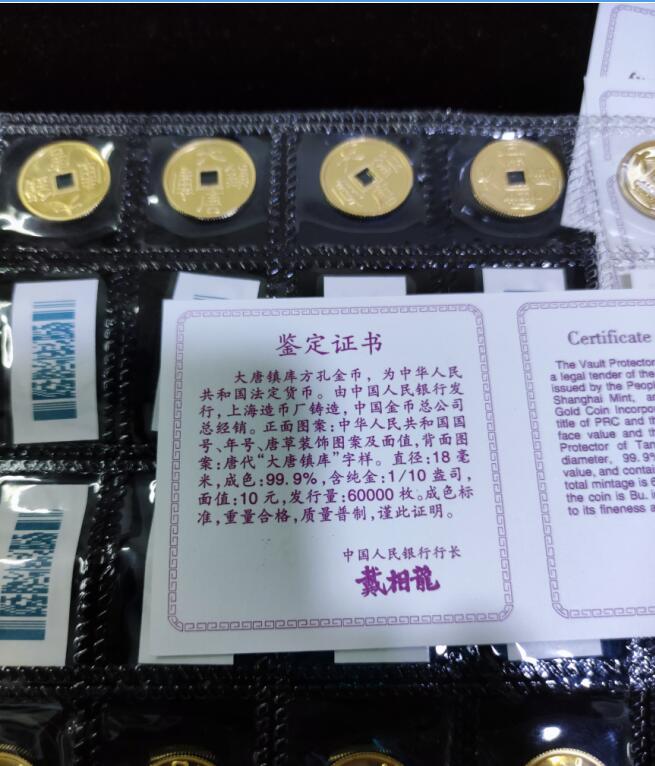 鉴定证书
大唐镇库方孔金币，为中华人民
共和国法定货币。由中国人民银行发
行，上海造币厂铸造，中国金币总公司
总经销。正面图案：中华人民共和国国
号、年号、唐草装饰图案及面值，背面图
案：唐代“大唐镇库”字样。直径：18毫
米，成色：99.9%，含纯金：1/10盎司，
面值：10元，发行量：60000枚。成色标
准，重量合格，质量普制，谨此证明。
中国人民银行行长
戴相龍
Certificate
The Vault Protector
a legal tender of the
issued by the People
Shanghai Mint, a
Gold Coin Incorpor
title of PRC and th
face value and th
Protector of Tan
diameter, 99.9%
value, and contain
total mintage is 6
the coin is Bu. i
to its fineness a